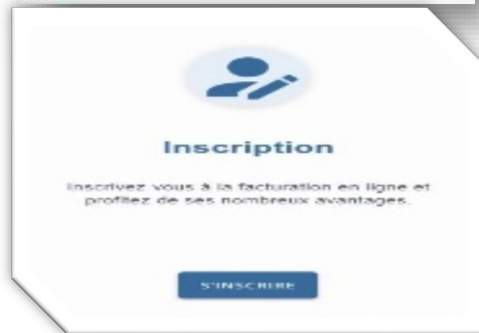 Inscription
Inscrivez vous à la facturation en ligne et
profitez de ses nombreux avantages.
S'INSCRIRE